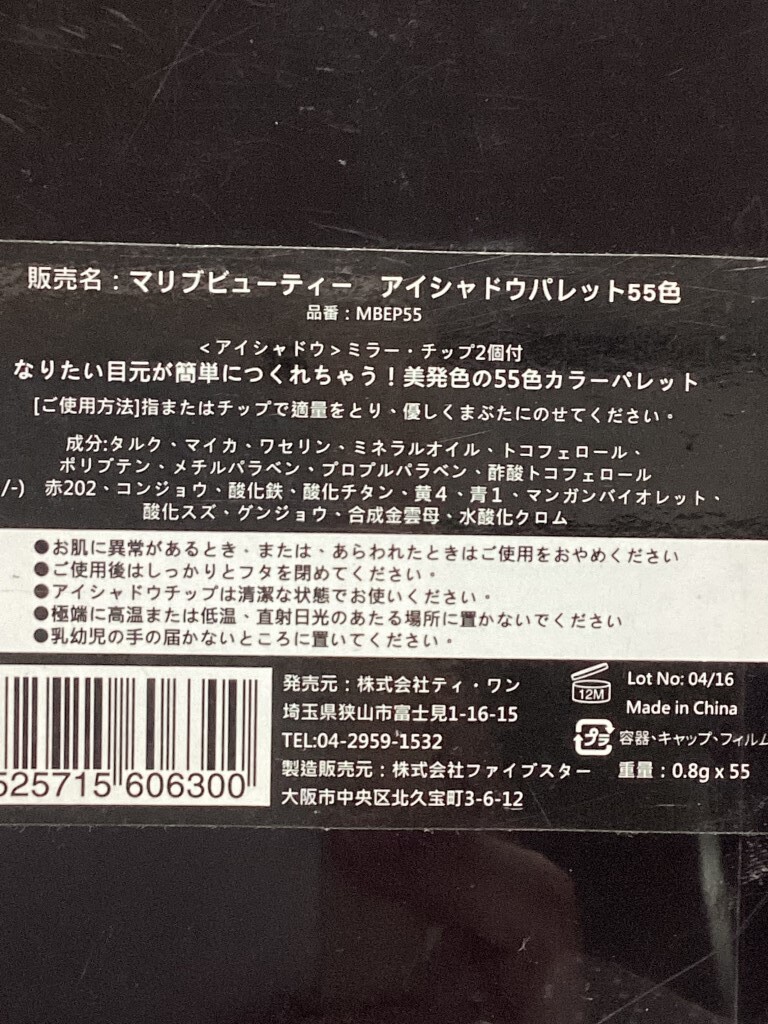 販売名：マリブビューティー　アイシャドウパレット55色
品番：MBEP55
＜アイシャドウ＞ミラー・チップ2個付
なりたい目元が簡単につくれちゃう！美発色の55色カラーパレット
[ご使用方法]指またはチップで適量をとり、優しくまぶたにのせてください。
成分:タルク、マイカ、ワセリン、ミネラルオイル、トコフェロール、
ポリブテン、メチルパラベン、プロプルパラベン、酢酸トコフェロール
/-)　赤202、コンジョウ、酸化鉄、酸化チタン、黄４、青１、マンガンバイオレット、
酸化スズ、グンジョウ、合成金雲母、水酸化クロム
●お肌に異常があるとき、または、あらわれたときはご使用をおやめください
●ご使用後はしっかりとフタを閉めてください。
●アイシャドウチップは清潔な状態でお使いください。
●極端に高温または低温、直射日光のあたる場所に置かないでください
●乳幼児の手の届かないところに置いてください。
525715 606300
発売元：株式会社ティ・ワン
埼玉県狭山市富士見1-16-15
TEL:04-2959-1532
製造販売元：株式会社ファイブスター
大阪市中央区北久宝町3-6-12
12M
Lot No: 04/16
Made in China
プラ 容器、キャップ、フィルム
重量：0.8g x 55